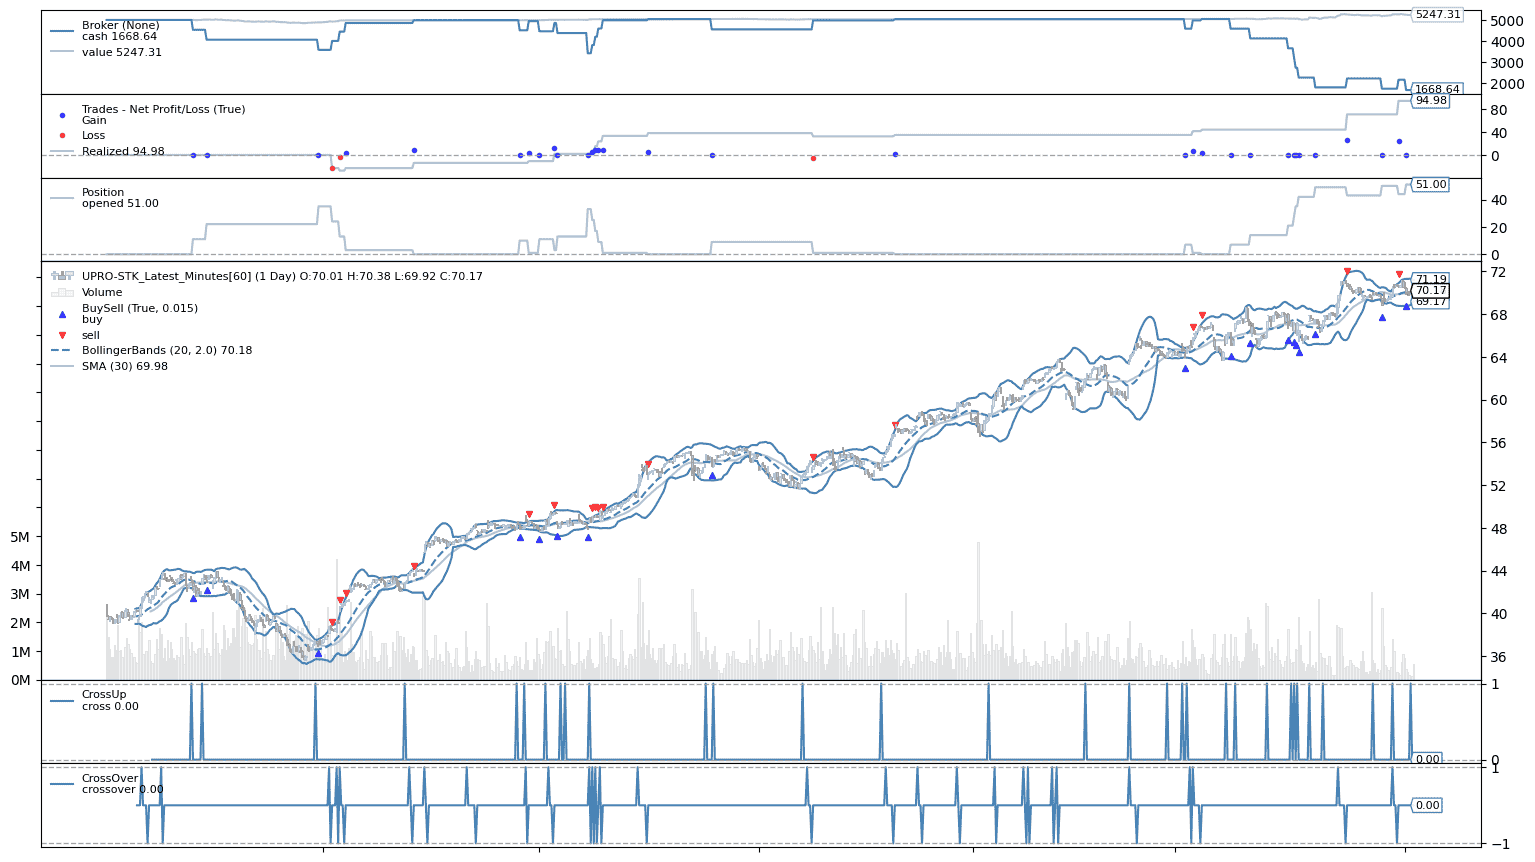 Broker (None)
cash 1668.64
value 5247.31
5247.31
5000
4000
3000
2000
1668.64
Trades - Net Profit/Loss (True)
Gain
Loss
Realized 94.98
94.98
80
40
0
Position
opened 51.00
51.00
40
20
0
UPRO-STK_Latest_Minutes[60] (1 Day) O:70.01 H:70.38 L:69.92 C:70.17
Volume
BuySell (True, 0.015)
buy
sell
BollingerBands (20, 2.0) 70.18
SMA (30) 69.98
72
71.19
70.17
69.17
68
64
60
56
52
48
44
40
36
5M
4M
3M
2M
1M
0M
CrossUp
cross 0.00
1
0
0.00
CrossOver
crossover 0.00
1
0.00
−1